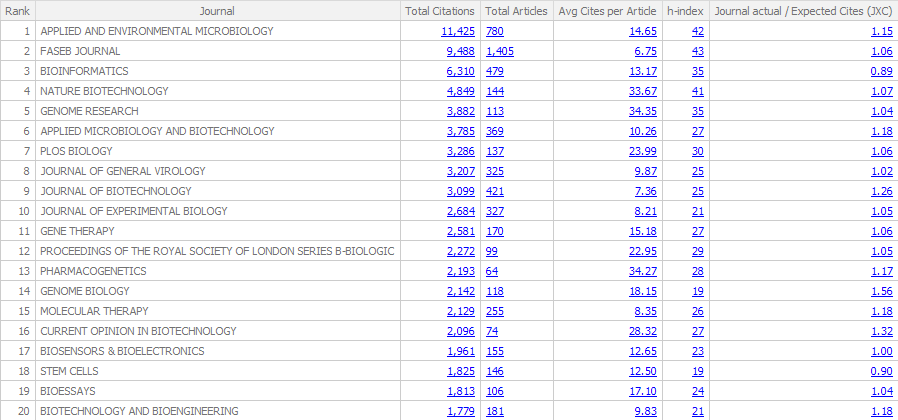 Rank Journal Total Citations Total Articles Avg Cites per Article h-index Journal actual / Expected Cites (JXC)
1 APPLIED AND ENVIRONMENTAL MICROBIOLOGY 11,425 780 14.65 42 1.15
2 FASEB JOURNAL 9,488 1,405 6.75 43 1.06
3 BIOINFORMATICS 6,310 479 13.17 35 0.89
4 NATURE BIOTECHNOLOGY 4,849 144 33.67 41 1.07
5 GENOME RESEARCH 3,882 113 34.35 35 1.04
6 APPLIED MICROBIOLOGY AND BIOTECHNOLOGY 3,785 369 10.26 27 1.18
7 PLOS BIOLOGY 3,286 137 23.99 30 1.06
8 JOURNAL OF GENERAL VIROLOGY 3,207 325 9.87 25 1.02
9 JOURNAL OF BIOTECHNOLOGY 3,099 421 7.36 25 1.26
10 JOURNAL OF EXPERIMENTAL BIOLOGY 2,684 327 8.21 21 1.05
11 GENE THERAPY 2,581 170 15.18 27 1.06
12 PROCEEDINGS OF THE ROYAL SOCIETY OF LONDON SERIES B-BIOLOGIC 2,272 99 22.95 29 1.05
13 PHARMACOGENETICS 2,193 64 34.27 28 1.17
14 GENOME BIOLOGY 2,142 118 18.15 19 1.56
15 MOLECULAR THERAPY 2,129 255 8.35 26 1.18
16 CURRENT OPINION IN BIOTECHNOLOGY 2,096 74 28.32 27 1.32
17 BIOSENSORS & BIOELECTRONICS 1,961 155 12.65 23 1.00
18 STEM CELLS 1,825 146 12.50 19 0.90
19 BIOESSAYS 1,813 106 17.10 24 1.04
20 BIOTECHNOLOGY AND BIOENGINEERING 1,779 181 9.83 21 1.18